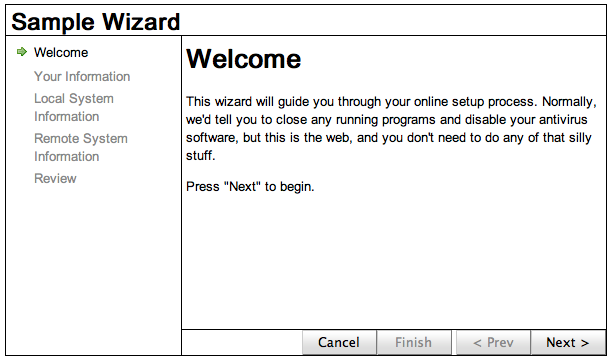 Sample Wizard
Welcome
Your Information
Local System
Information
Remote System
Information
Review
Welcome
This wizard will guide you through your online setup process. Normally,
we'd tell you to close any running programs and disable your antivirus
software, but this is the web, and you don't need to do any of that silly
stuff.
Press "Next" to begin.
Cancel
Finish
< Prev
Next >